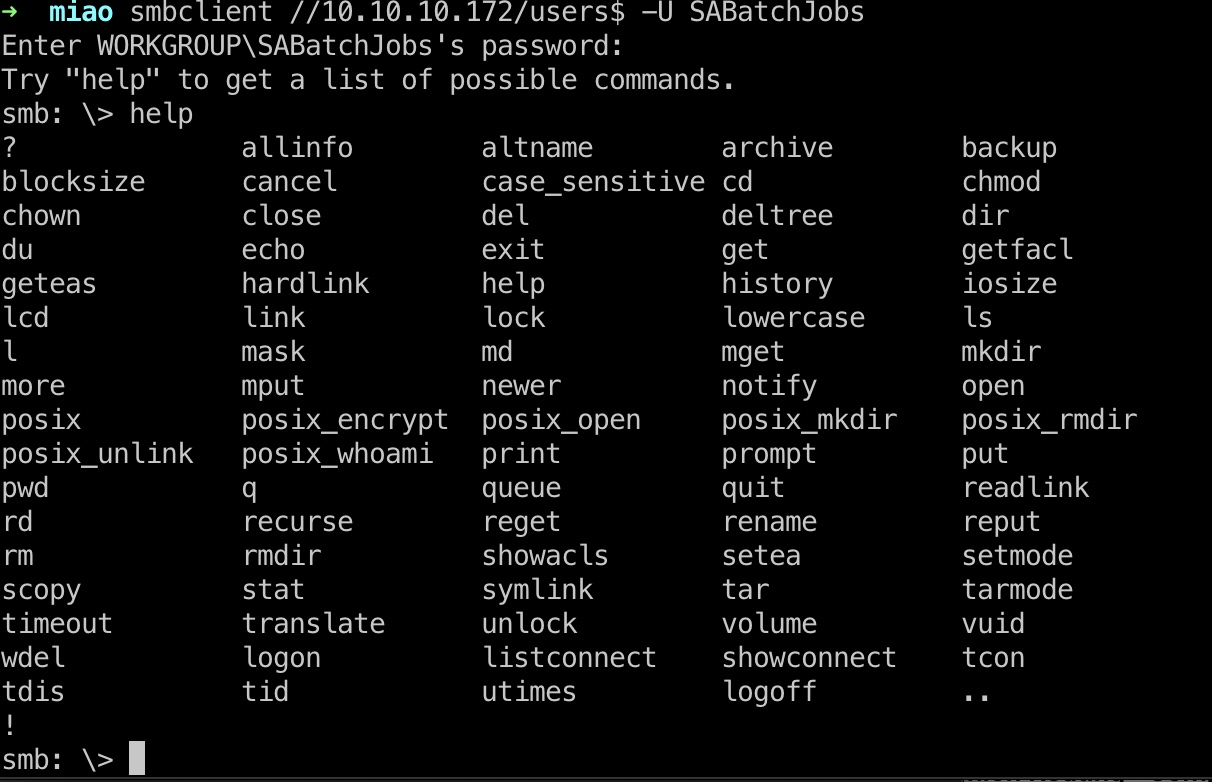 → miao smbclient //10.10.10.172/users$ -U SABatchJobs
Enter WORKGROUP\SABatchJobs's password:
Try "help" to get a list of possible commands.
smb: \> help
? allinfo altname archive backup
blocksize cancel case_sensitive cd chmod
chown close del deltree dir
du echo exit get getfacl
geteas hardlink help history iosize
lcd link lock lowercase ls
l mask md mget mkdir
more mput newer notify open
posix posix_encrypt posix_open posix_mkdir posix_rmdir
posix_unlink posix_whoami print prompt put
pwd q queue quit readlink
rd recurse reget rename reput
rm rmdir showacls setea setmode
scopy stat symlink tar tarmode
timeout translate unlock volume vuid
wdel logon listconnect showconnect tcon
tdis tid utimes logoff ..
!
smb: \>